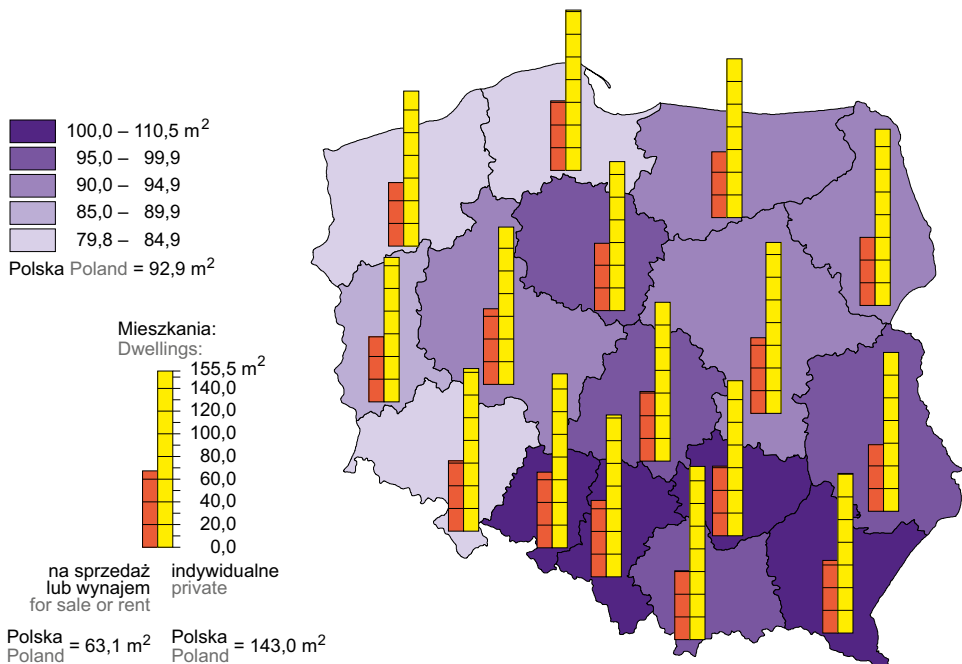 100,0 – 110,5 m²
95,0 – 99,9
90,0 – 94,9
85,0 – 89,9
79,8 – 84,9
Polska Poland = 92,9 m²
Mieszkania:
Dwellings:
155,5 m²
140,0
120,0
100,0
80,0
60,0
40,0
20,0
0,0
na sprzedaż
lub wynajem
for sale or rent
indywidualne
private
Polska
Poland = 63,1 m²
Polska
Poland = 143,0 m²